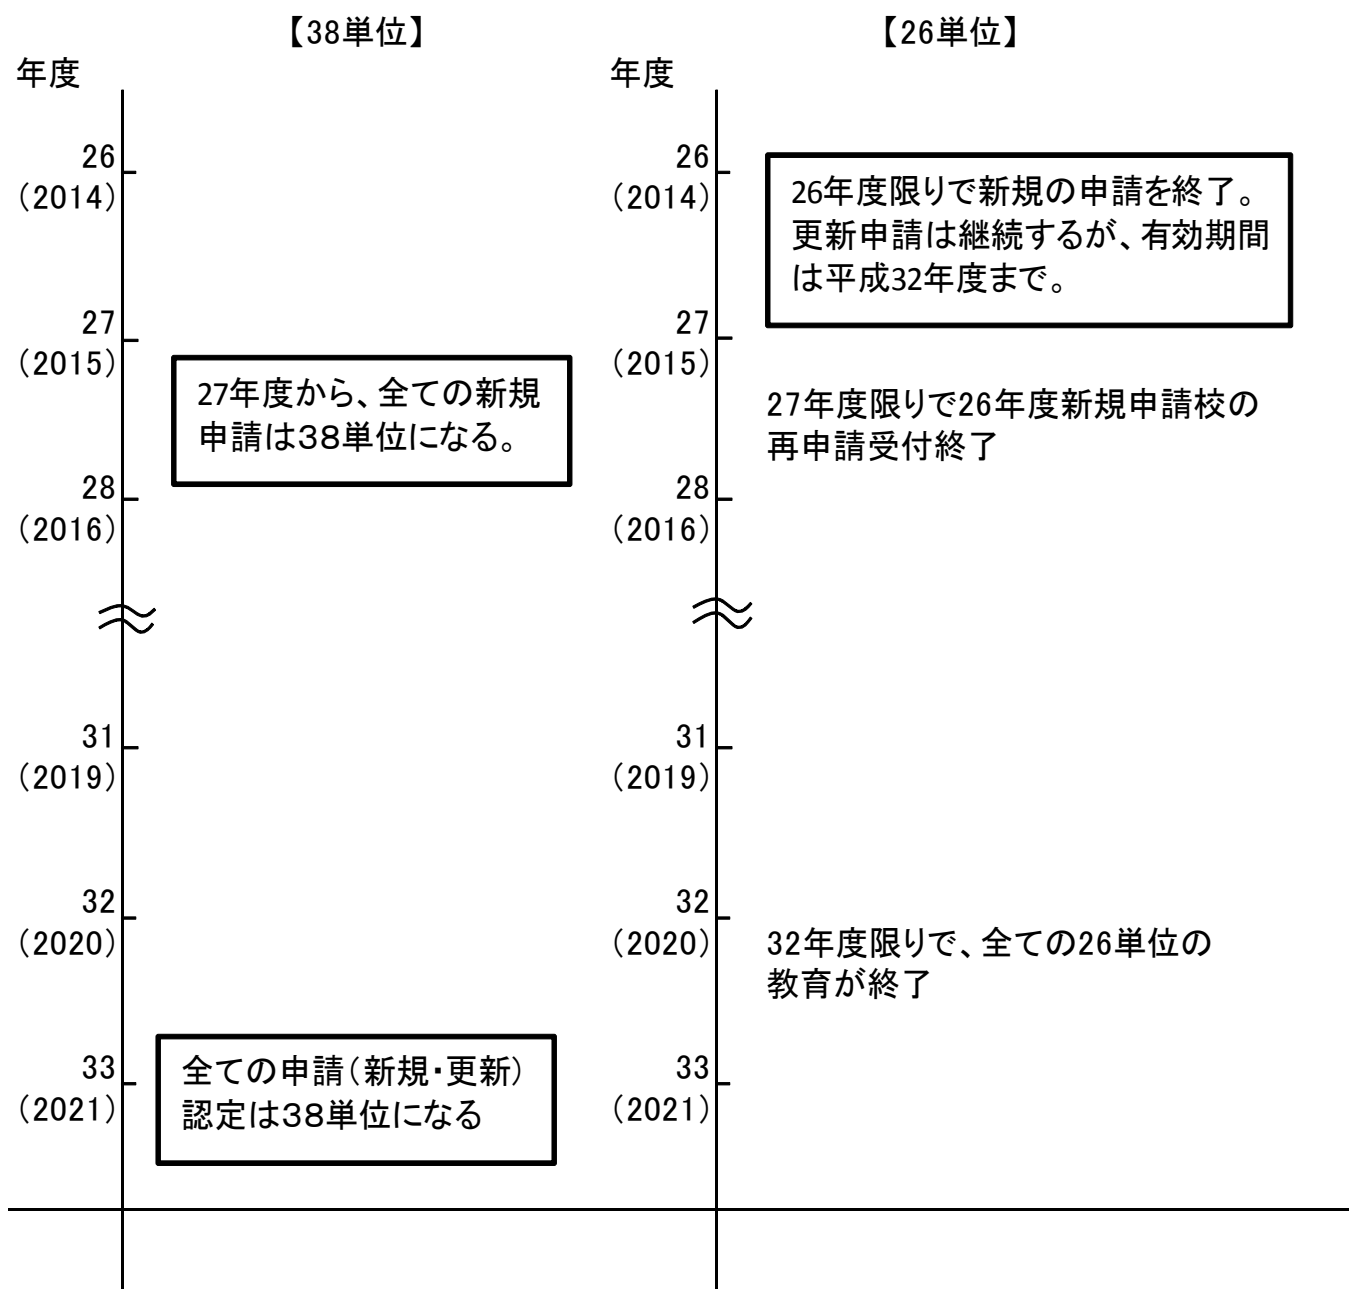 【38単位】
年度
26
(2014)
27
(2015)
27年度から、全ての新規
申請は３８単位になる。
28
(2016)
31
(2019)
32
(2020)
33
(2021)
全ての申請(新規・更新)
認定は３８単位になる
【26単位】
年度
26
(2014)
26年度限りで新規の申請を終了。
更新申請は継続するが、有効期間
は平成32年度まで。
27
(2015)
27年度限りで26年度新規申請校の
再申請受付終了
28
(2016)
31
(2019)
32
(2020)
32年度限りで、全ての26単位の
教育が終了
33
(2021)